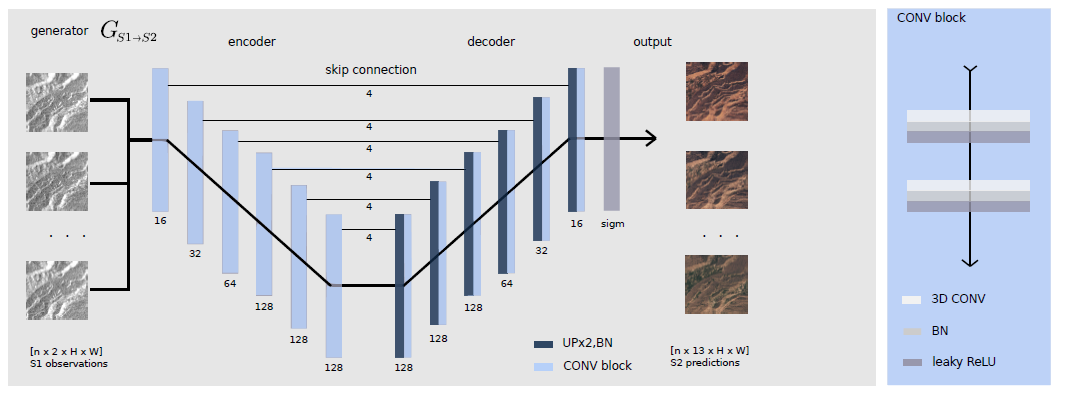 generator G_{S1→S2}
encoder
decoder
output
skip connection
4
4
4
4
4
4
16
32
64
128
128
128
128
128
128
64
32
16
sigm
. . .
. . .
[n x 2 x H x W]
S1 observations
UPx2,BN
CONV block
[n x 13 x H x W]
S2 predictions
CONV block
3D CONV
BN
leaky ReLU